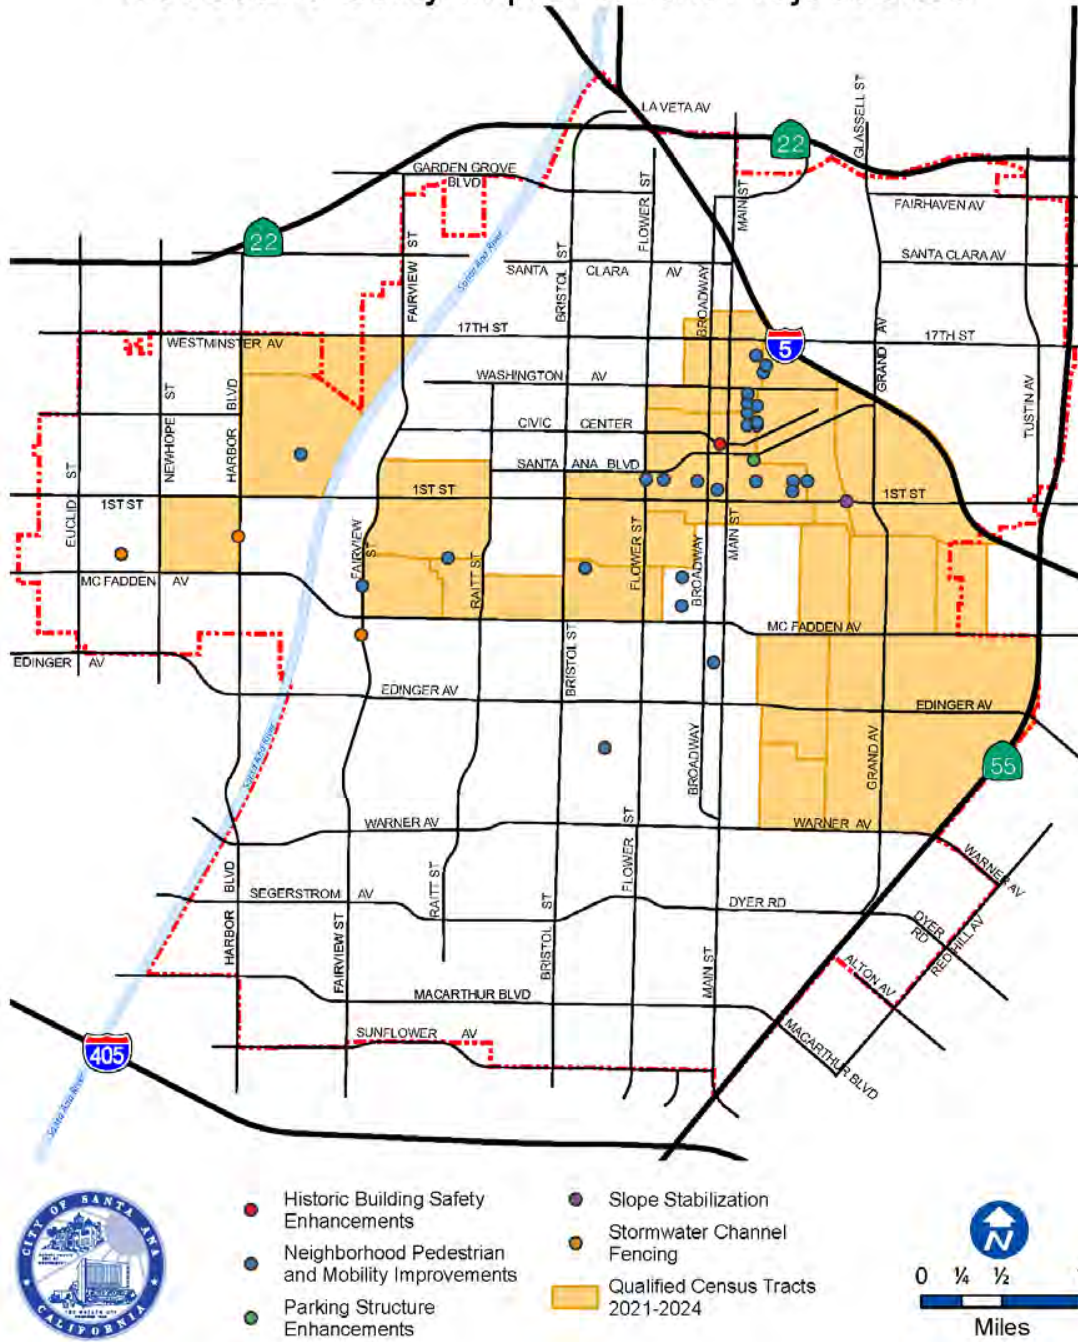 LA VETA AV
GLASSELL ST
22
GARDEN GROVE
BLVD
FLOWER ST
MAIN ST
FAIRHAVEN AV
22
FAIRVIEW ST
Santa Ana River
BRISTOL ST
SANTA CLARA AV
BROADWAY
SANTA CLARA AV
17TH ST
WESTMINSTER AV
5
17TH ST
GRAND AV
TUSTIN AV
NEWHOPE ST
HARBOR BLVD
WASHINGTON AV
CIVIC CENTER
SANTA ANA BLVD
EUCLID ST
1ST ST
1ST ST
1ST ST
FAIRVIEW
ST
RAITT ST
FLOWER ST
BROADWAY
MAIN ST
MC FADDEN AV
MC FADDEN AV
BRISTOL ST
EDINGER AV
EDINGER AV
EDINGER AV
Santa Ana River
BROADWAY
GRAND AV
55
WARNER AV
FLOWER ST
WARNER AV
WARNER AV
HARBOR BLVD
SEGERSTROM AV
RAITT ST
DYER RD
DYER
RD
REDHILL AV
FAIRVIEW ST
BRISTOL ST
MAIN ST
ALTON AV
MACARTHUR BLVD
MACARTHUR BLVD
SUNFLOWER AV
405
Santa Ana River
CITY OF SANTA ANA
CALIFORNIA
Historic Building Safety
Enhancements
Neighborhood Pedestrian
and Mobility Improvements
Parking Structure
Enhancements
Slope Stabilization
Stormwater Channel
Fencing
Qualified Census Tracts
2021-2024
N
0 ¼ ½
Miles